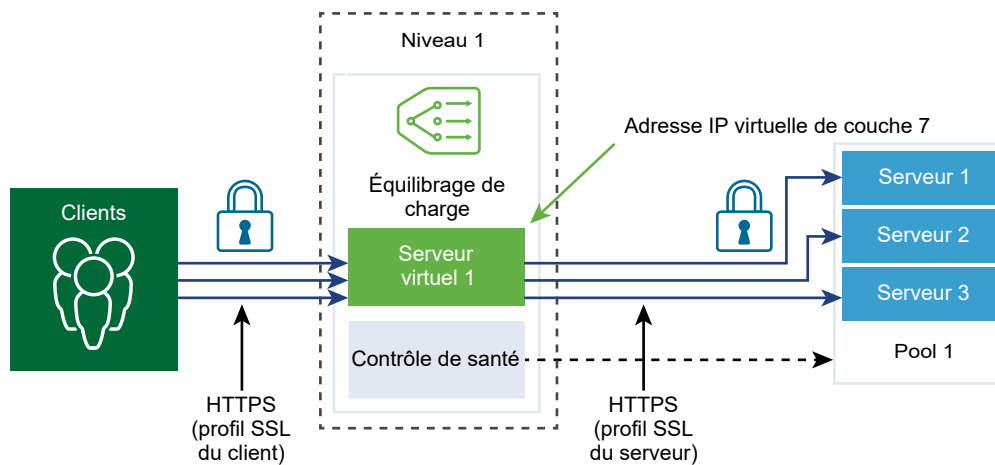 Niveau 1
Adresse IP virtuelle de couche 7
Équilibrage de
charge
Clients
Serveur
virtuel 1
Serveur 1
Serveur 2
Serveur 3
Pool 1
Contrôle de santé
HTTPS
(profil SSL
du client)
HTTPS
(profil SSL
du serveur)